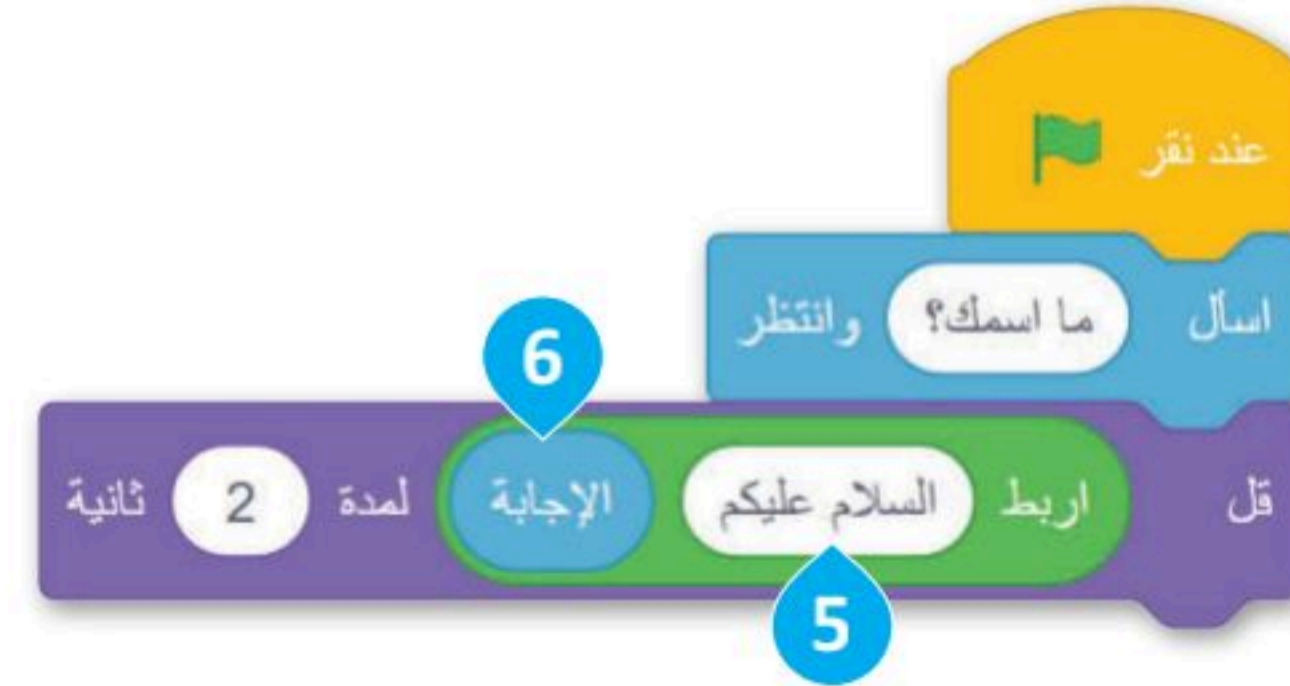 عند نقر
اسأل ما اسمك؟ وانتظر
6
قل اربط السلام عليكم الإجابة لمدة 2 ثانية
5